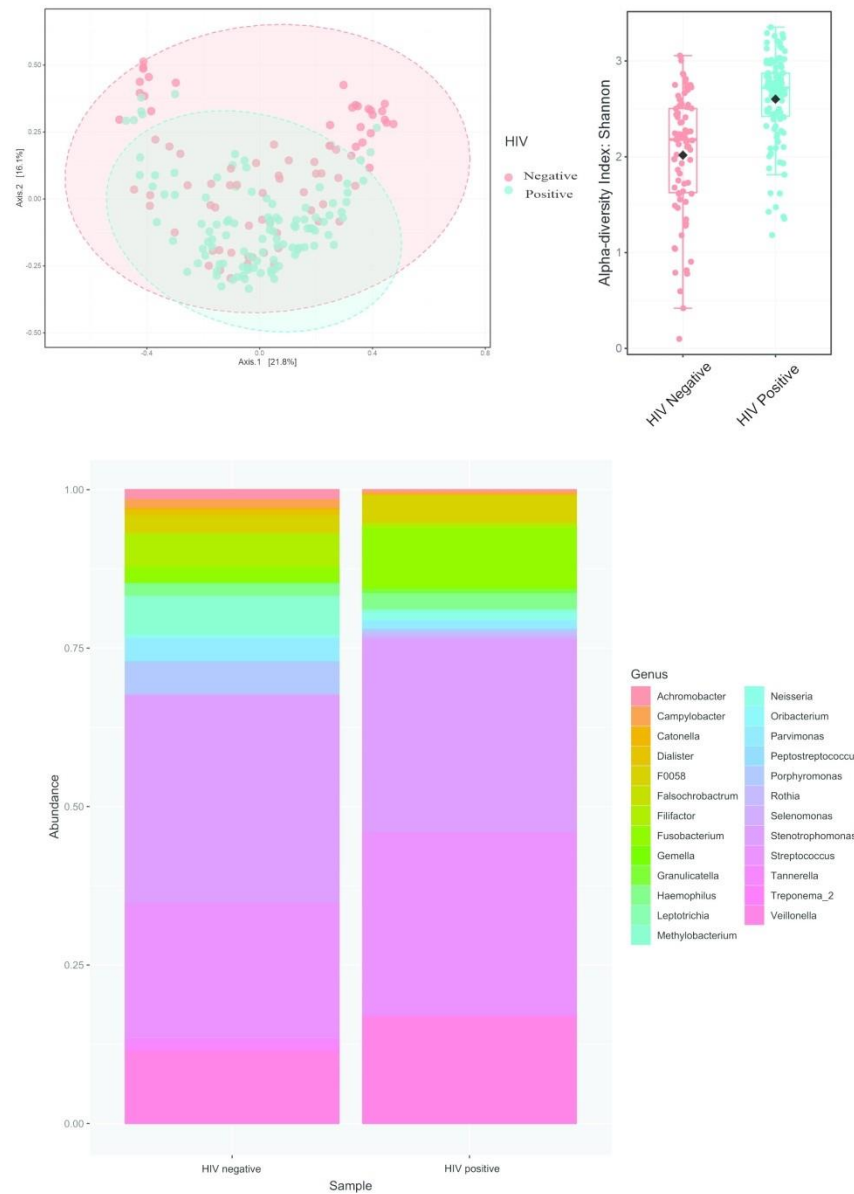 0.50
0.25
0.00
-0.25
-0.50
Axis.2 [16.1%]
-0.4
0.0
0.4
0.8
Axis.1 [21.8%]
HIV
Negative
Positive
Alpha-diversity Index: Shannon
3
2
1
0
HIV Negative
HIV Positive
1.00
0.75
0.50
0.25
0.00
Abundance
HIV negative
HIV positive
Sample
Genus
Achromobacter
Campylobacter
Catonella
Dialister
F0058
Falsochrobactrum
Filifactor
Fusobacterium
Gemella
Granulicatella
Haemophilus
Leptotrichia
Methylobacterium
Neisseria
Oribacterium
Parvimonas
Peptostreptococcu
Porphyromonas
Rothia
Selenomonas
Stenotrophomonas
Streptococcus
Tannerella
Treponema_2
Veillonella